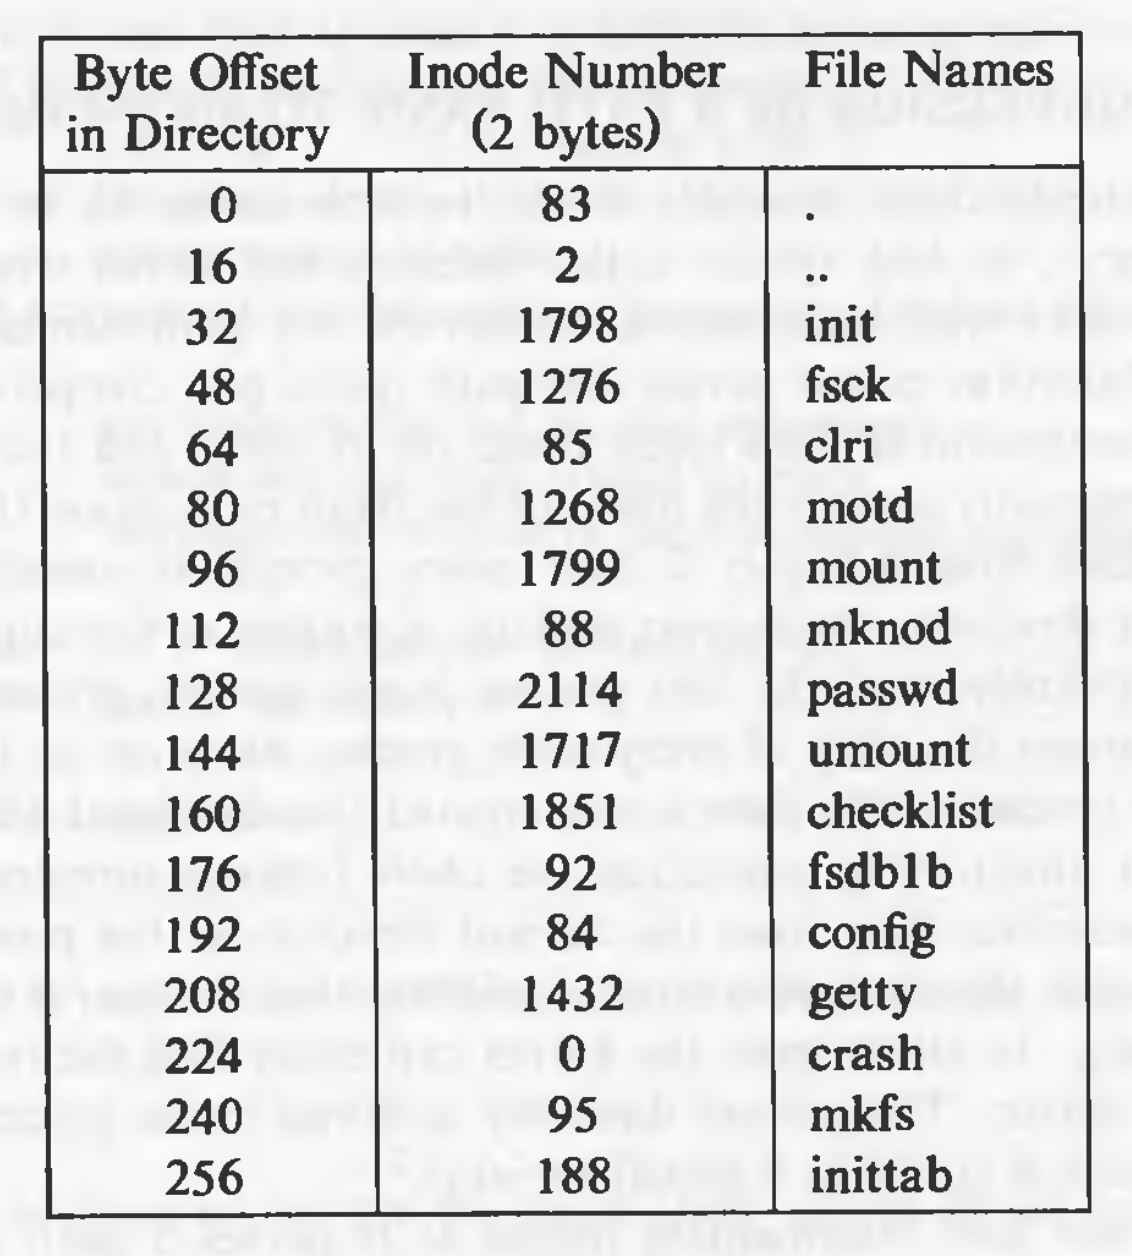 Byte Offset in Directory Inode Number (2 bytes) File Names
0 83 .
16 2 ..
32 1798 init
48 1276 fsck
64 85 clri
80 1268 motd
96 1799 mount
112 88 mknod
128 2114 passwd
144 1717 umount
160 1851 checklist
176 92 fsdb1b
192 84 config
208 1432 getty
224 0 crash
240 95 mkfs
256 188 inittab